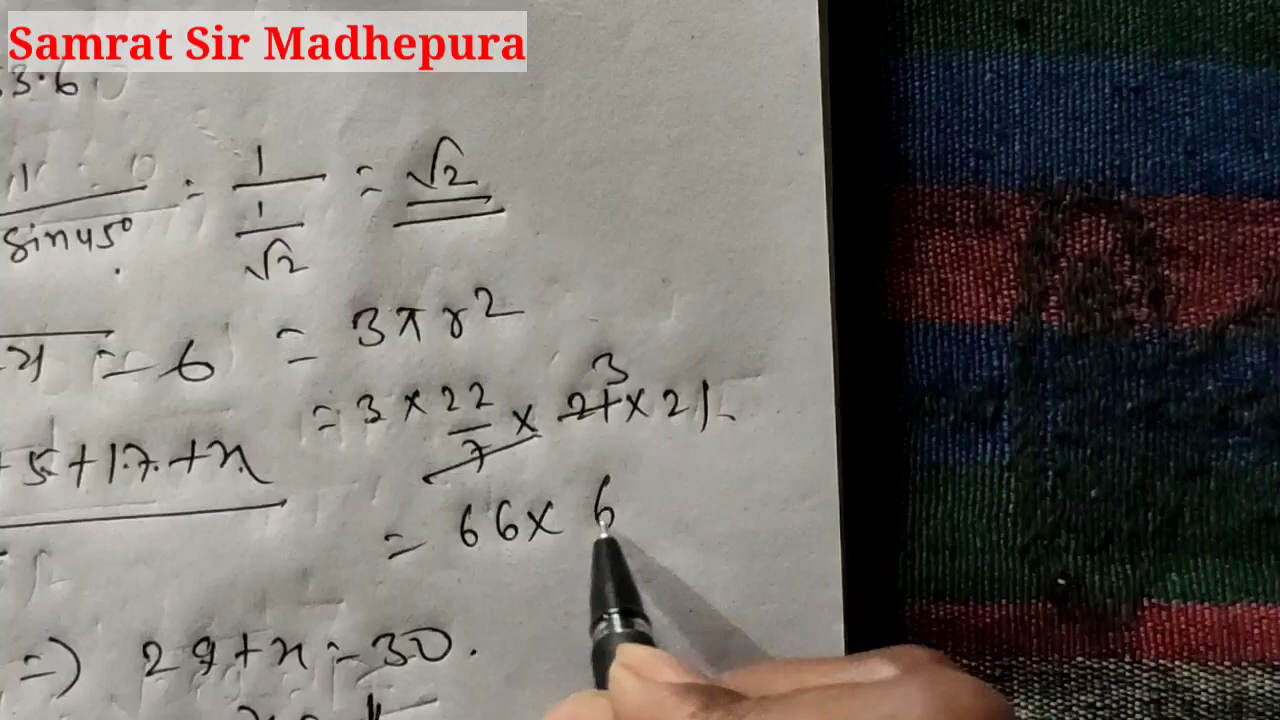 Samrat Sir Madhepura
3.6
sin45° = 1 / (1/√2) = √2
= 6
= 3πr²
= 3 × 22/7 × 21 × 21
3
5+17+x
= 66 × 6
=> 29+x=30.